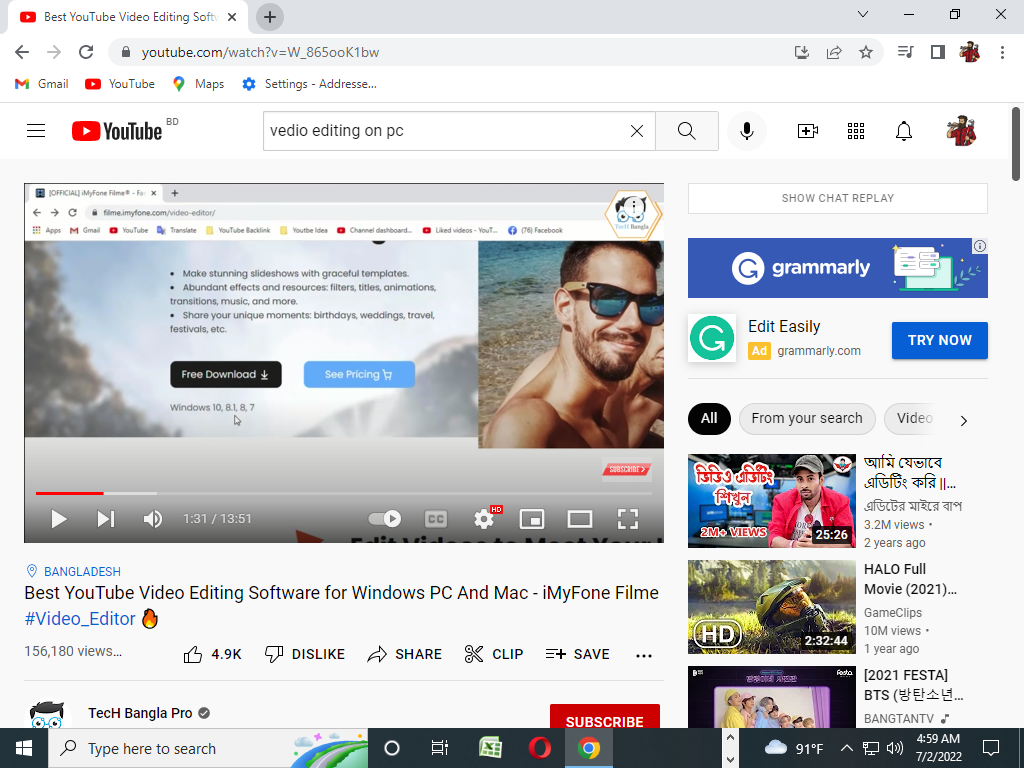 Best YouTube Video Editing Softw
youtube.com/watch?v=W_865ooK1bw
Gmail
YouTube
Maps
Settings - Addresse...
YouTube BD
vedio editing on pc
[OFFICIAL] iMyFone Filme® - Fa
filme.imyfone.com/video-editor/
Apps
Gmail
YouTube
Translate
YouTube Backlink
Youtbe Idea
Channel dashboard...
Liked videos - YouT...
(76) Facebook
TecH Bangla
• Make stunning slideshows with graceful templates.
• Abundant effects and resources: filters, titles, animations,
transitions, music, and more.
• Share your unique moments: birthdays, weddings, travel,
festivals, etc.
Free Download
See Pricing
Windows 10, 8.1, 8, 7
SUBSCRIBE
1:31 / 13:51
CC
HD
BANGLADESH
Best YouTube Video Editing Software for Windows PC And Mac - iMyFone Filme
#Video_Editor
156,180 views...
4.9K
DISLIKE
SHARE
CLIP
SAVE
TecH Bangla Pro
SUBSCRIBE
SHOW CHAT REPLAY
grammarly
Edit Easily
Ad grammarly.com
TRY NOW
All
From your search
Video
ভিডিও এডিটিং
শিখুন
2M+ VIEWS
25:26
আমি যেভাবে
এডিটিং করি॥...
এডিটের মাইরে বাপ
3.2M views •
2 years ago
HD
2:32:44
HALO Full
Movie (2021)...
GameClips
10M views •
1 year ago
Festa
[2021 FESTA]
BTS (방탄소년...
BANGTANTV
Type here to search
91°F
4:59 AM
7/2/2022